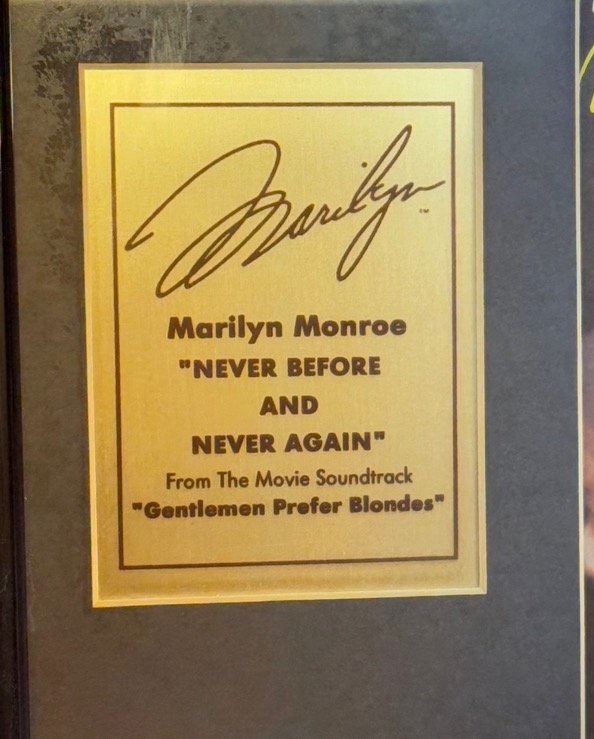 Marilyn™
Marilyn Monroe
"NEVER BEFORE
AND
NEVER AGAIN"
From The Movie Soundtrack
"Gentlemen Prefer Blondes"